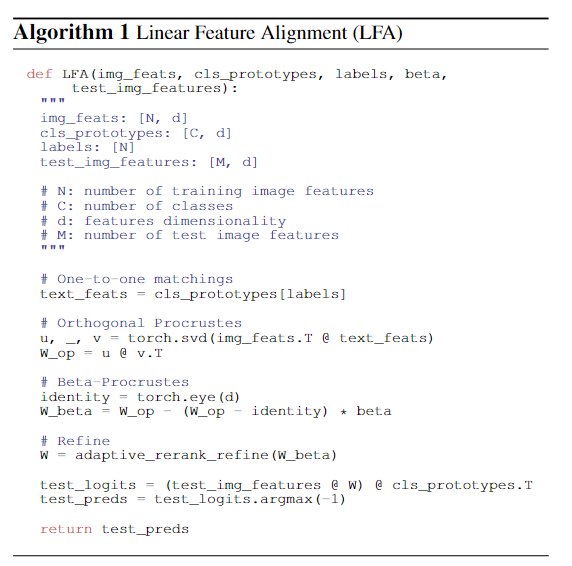 Algorithm 1 Linear Feature Alignment (LFA)
def LFA(img_feats, cls_prototypes, labels, beta,
test_img_features):
"""
img_feats: [N, d]
cls_prototypes: [C, d]
labels: [N]
test_img_features: [M, d]
# N: number of training image features
# C: number of classes
# d: features dimensionality
# M: number of test image features
"""
# One-to-one matchings
text_feats = cls_prototypes[labels]
# Orthogonal Procrustes
u, _, v = torch.svd(img_feats.T @ text_feats)
W_op = u @ v.T
# Beta-Procrustes
identity = torch.eye(d)
W_beta = W_op - (W_op - identity) * beta
# Refine
W = adaptive_rerank_refine(W_beta)
test_logits = (test_img_features @ W) @ cls_prototypes.T
test_preds = test_logits.argmax(-1)
return test_preds